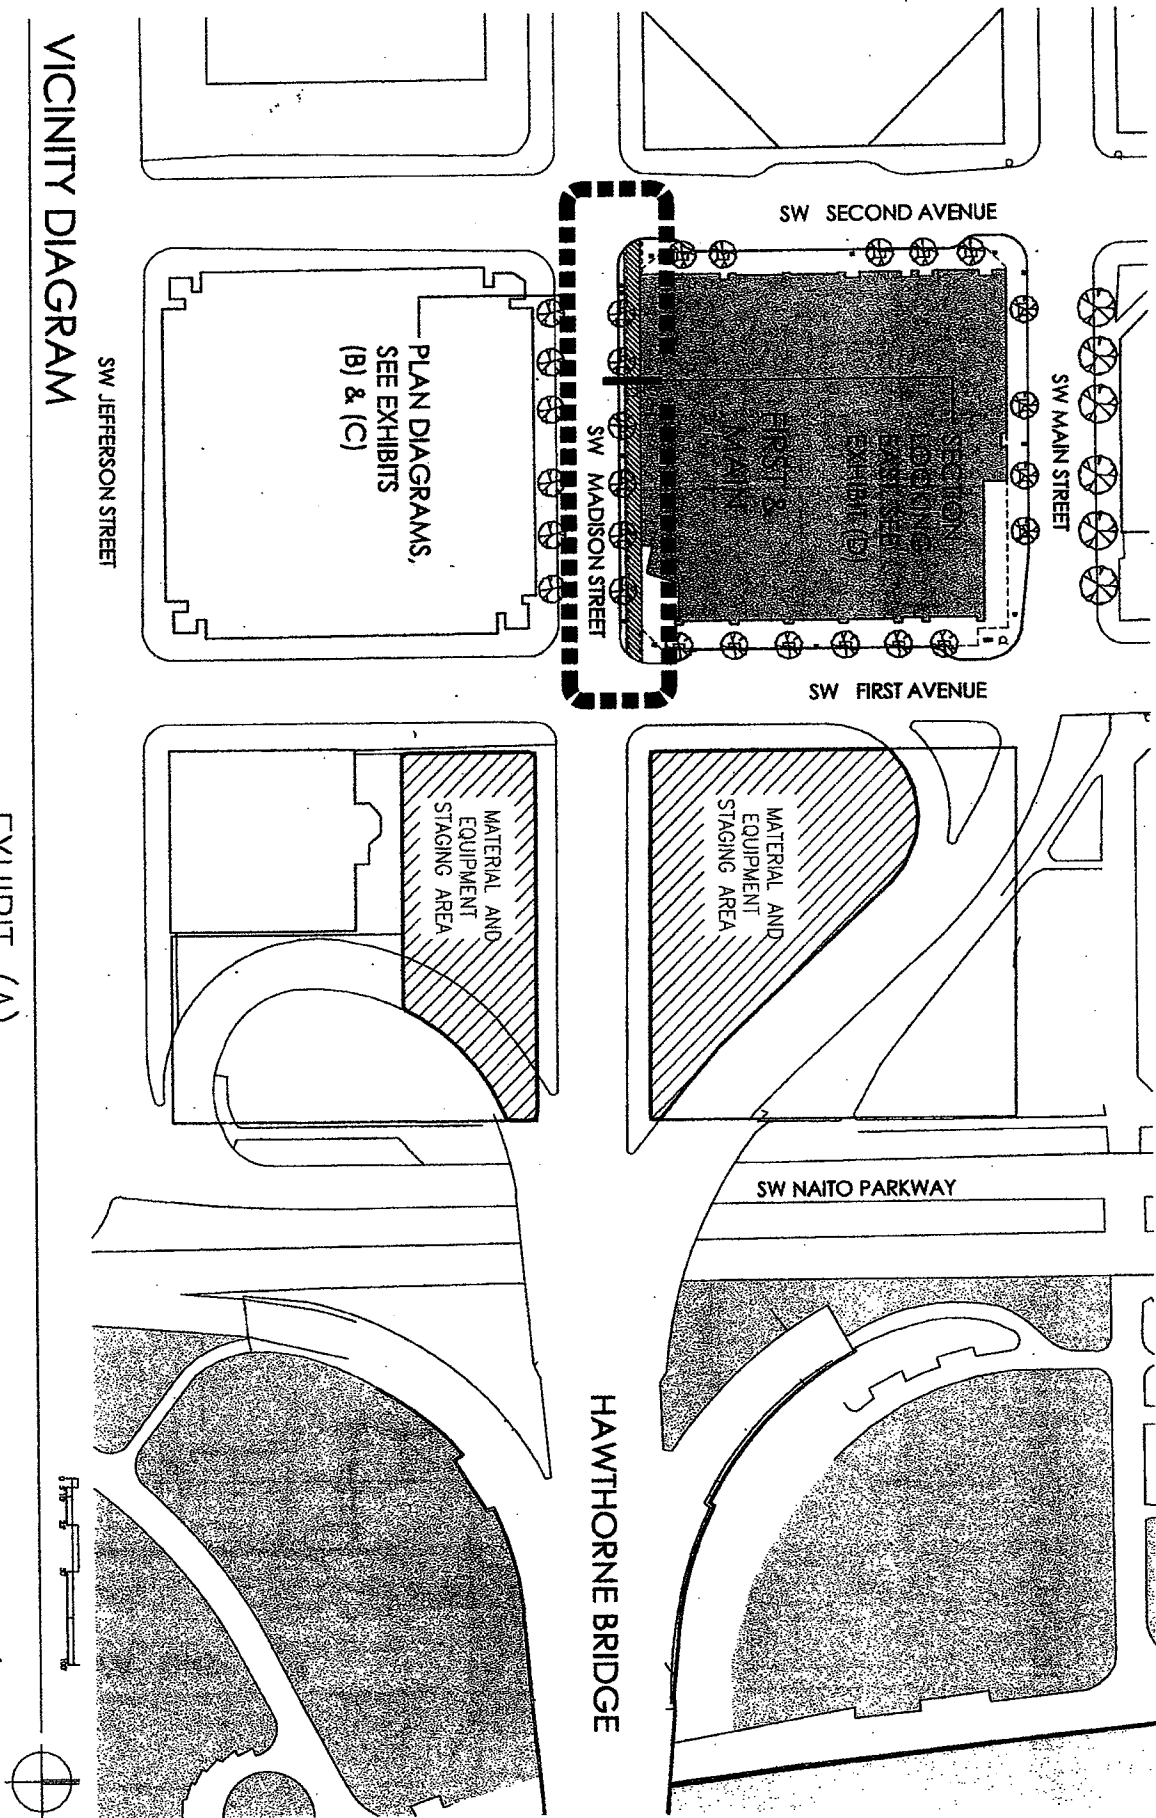 VICINITY DIAGRAM
SW JEFFERSON STREET
SW SECOND AVENUE
SW MAIN STREET
SECTION
LOOKING
EAST, SEE
EXHIBIT (D)
FIRST &
MAIN
PLAN DIAGRAMS,
SEE EXHIBITS
(B) & (C)
SW MADISON STREET
SW FIRST AVENUE
MATERIAL AND
EQUIPMENT
STAGING AREA
MATERIAL AND
EQUIPMENT
STAGING AREA
SW NAITO PARKWAY
HAWTHORNE BRIDGE
EXHIBIT (A)